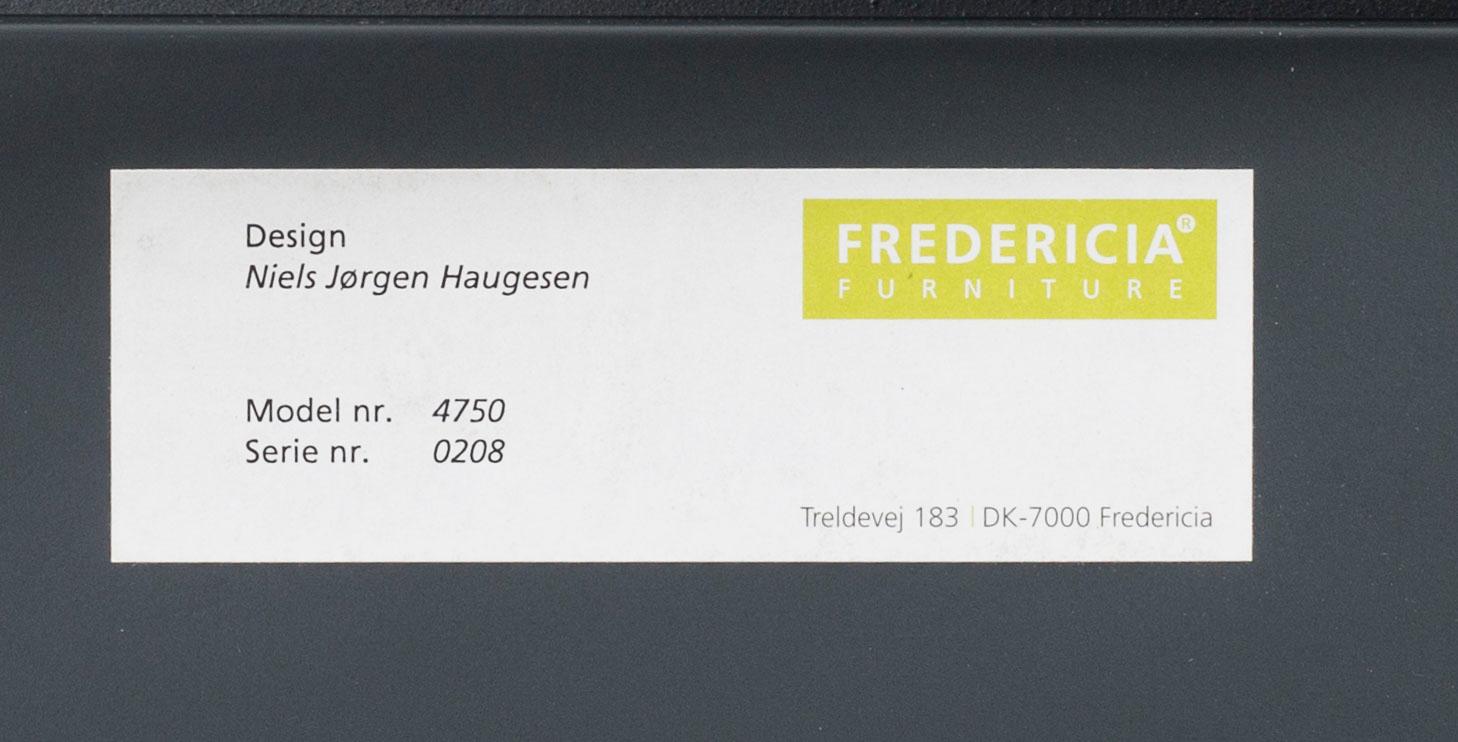 Design
Niels Jørgen Haugesen
FREDERICIA®
FURNITURE
Model nr. 4750
Serie nr. 0208
Treldevej 183 | DK-7000 Fredericia